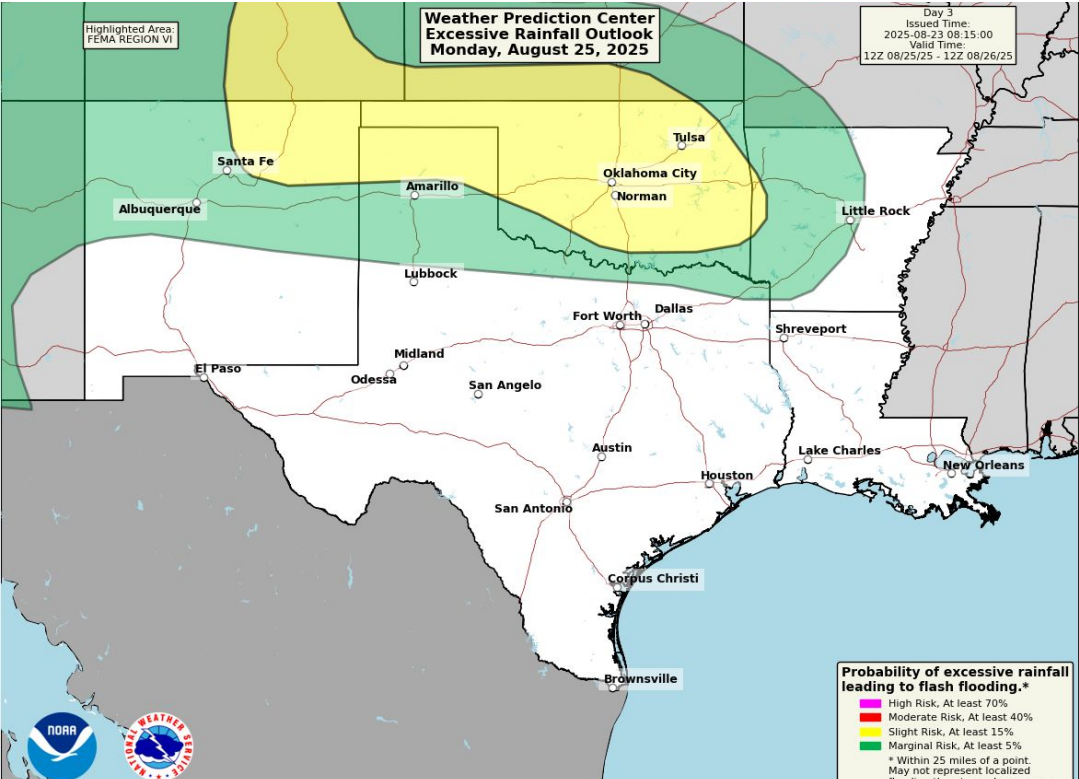 Highlighted Area:
FEMA REGION VI
Weather Prediction Center
Excessive Rainfall Outlook
Monday, August 25, 2025
Day 3
Issued Time:
2025-08-23 08:15:00
Valid Time:
12Z 08/25/25 - 12Z 08/26/25
Tulsa
Santa Fe
Oklahoma City
Amarillo
Norman
Albuquerque
Little Rock
Lubbock
Dallas
Fort Worth
Shreveport
Midland
El Paso
Odessa
San Angelo
Austin
Lake Charles
New Orleans
Houston
San Antonio
Corpus Christi
Brownsville
Probability of excessive rainfall
leading to flash flooding.*
High Risk, At least 70%
Moderate Risk, At least 40%
Slight Risk, At least 15%
Marginal Risk, At least 5%
* Within 25 miles of a point.
May not represent localized
NOAA
NATIONAL WEATHER SERVICE